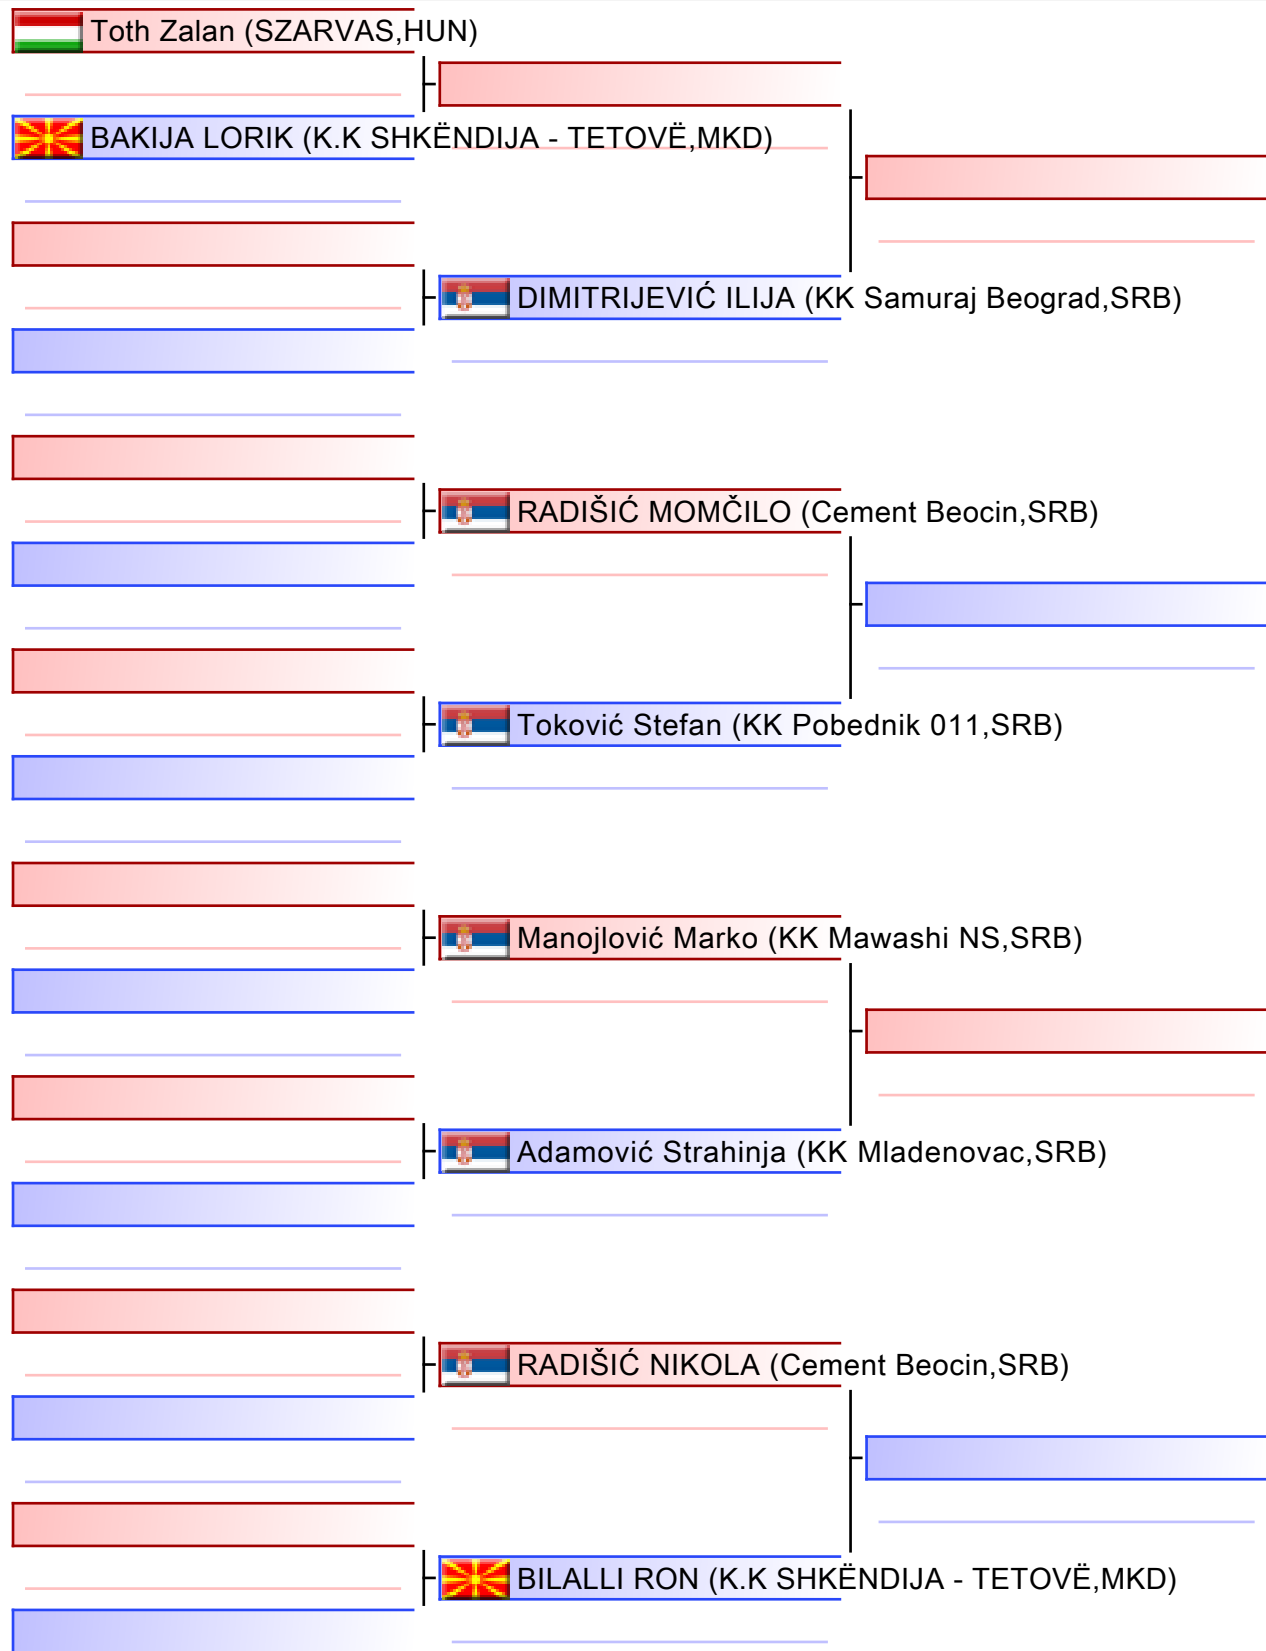 Toth Zalan (SZARVAS,HUN)
BAKIJA LORIK (K.K SHKËNDIJA - TETOVË,MKD)
DIMITRIJEVIĆ ILIJA (KK Samuraj Beograd,SRB)
RADIŠIĆ MOMČILO (Cement Beocin,SRB)
Toković Stefan (KK Pobednik 011,SRB)
Manojlović Marko (KK Mawashi NS,SRB)
Adamović Strahinja (KK Mladenovac,SRB)
RADIŠIĆ NIKOLA (Cement Beocin,SRB)
BILALLI RON (K.K SHKËNDIJA - TETOVË,MKD)